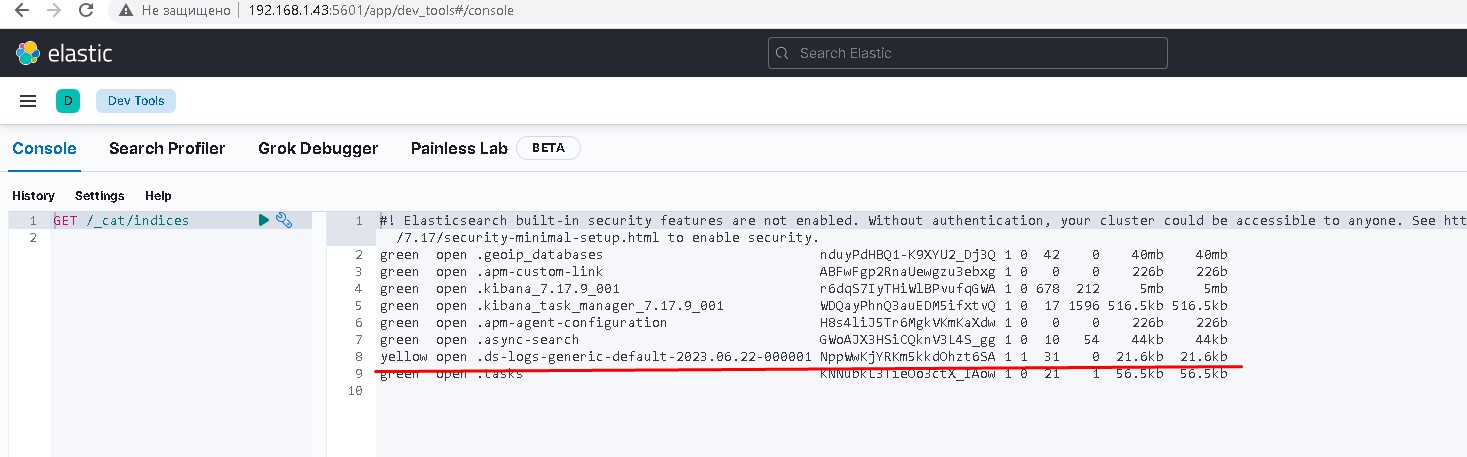 Не защищено 192.168.1.43:5601/app/dev_tools#/console
elastic
Search Elastic
D Dev Tools
Console Search Profiler Grok Debugger Painless Lab BETA
History Settings Help
1 GET /_cat/indices
2
1 #! Elasticsearch built-in security features are not enabled. Without authentication, your cluster could be accessible to anyone. See htt
/7.17/security-minimal-setup.html to enable security.
2 green open .geoip_databases nduyPdHBQ1-K9XYU2_Dj3Q 1 0 42 0 40mb 40mb
3 green open .apm-custom-link ABFwFgp2RnaUewgzu3ebxg 1 0 0 0 226b 226b
4 green open .kibana_7.17.9_001 r6dqS7IyTHiWlBPvufqGWA 1 0 678 212 5mb 5mb
5 green open .kibana_task_manager_7.17.9_001 WDQayPhnQ3auEDM5ifxtvQ 1 0 17 1596 516.5kb 516.5kb
6 green open .apm-agent-configuration H8s4liJ5Tr6MgkVKmKaXdw 1 0 0 0 226b 226b
7 green open .async-search GWoAJX3HSiCQknV3L4S_gg 1 0 10 54 44kb 44kb
8 yellow open .ds-logs-generic-default-2023.06.22-000001 NppWwKjYRKm5kkdOhzt6SA 1 1 31 0 21.6kb 21.6kb
9 green open .tasks 1 0 21 1 56.5kb 56.5kb
10